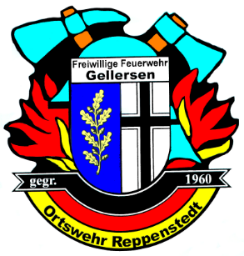 Freiwillige Feuerwehr
Gellersen
gegr. 1960
Ortswehr Reppenstedt